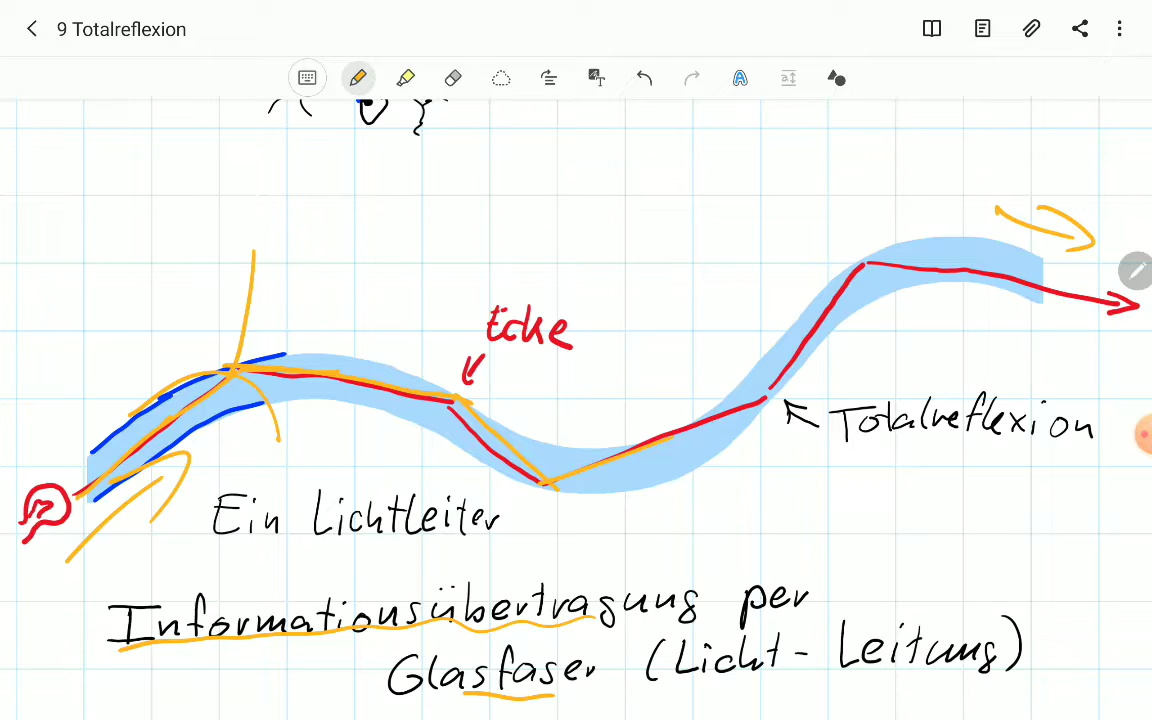 9 Totalreflexion
Ecke
Totalreflexion
Ein Lichtleiter
Informationsübertragung per
Glasfaser (Licht-Leitung)